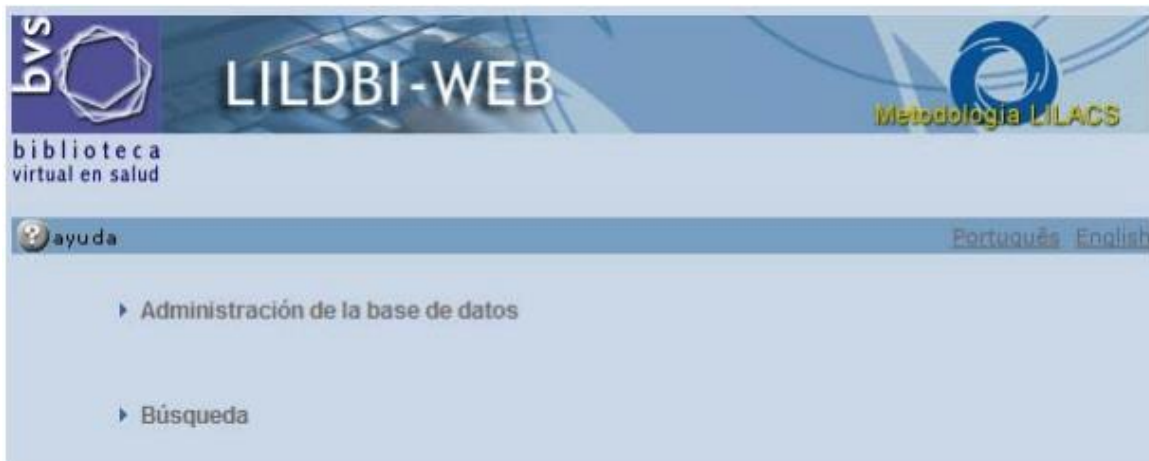 bvs
LILDBI-WEB
Metodologia LILACS
biblioteca
virtual en salud
? ayuda
Português English
Administración de la base de datos
Búsqueda